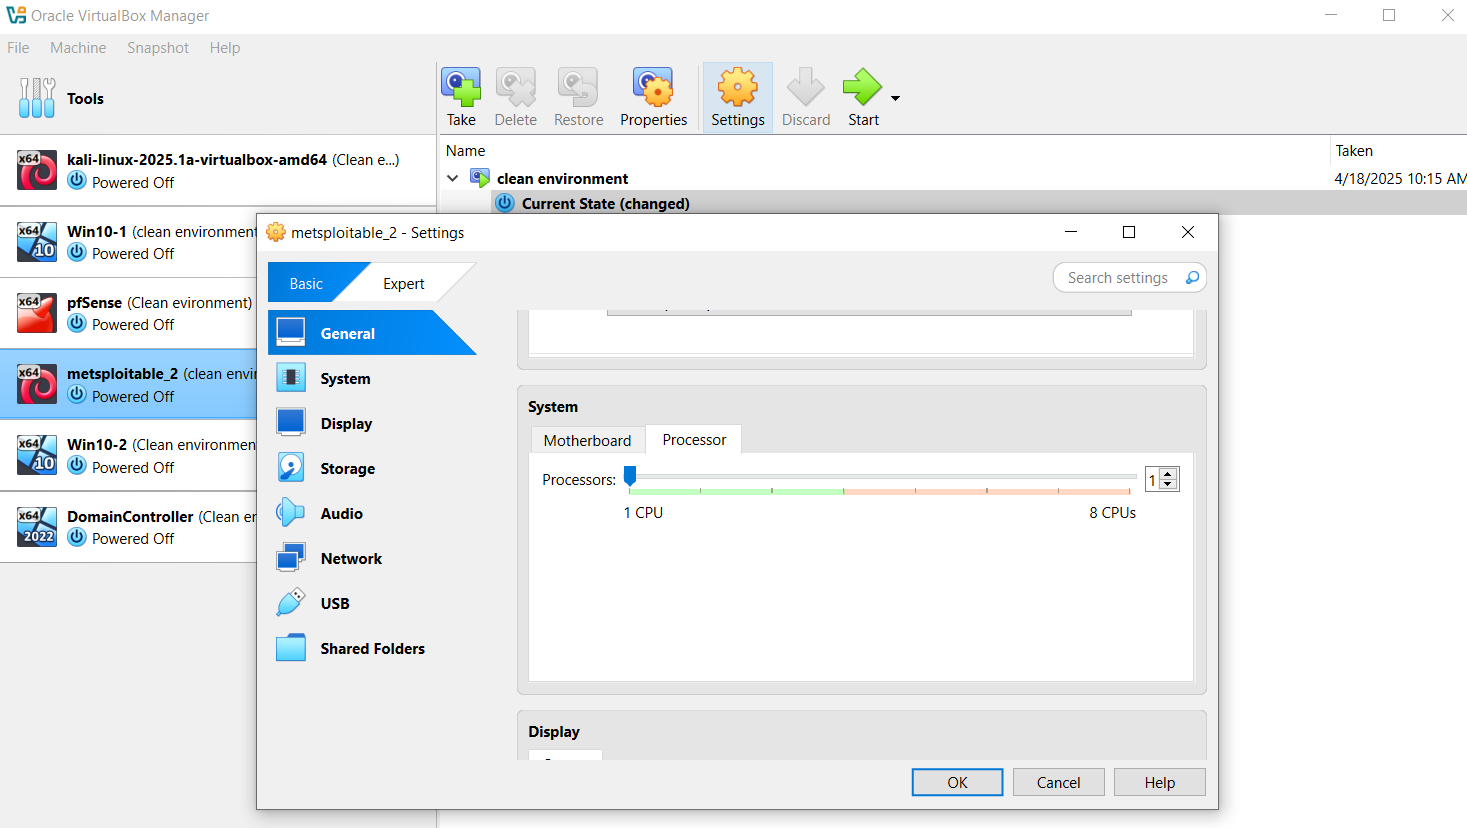 Oracle VirtualBox Manager
File Machine Snapshot Help
Tools
Take Delete Restore Properties Settings Discard Start
Name Taken
clean environment 4/18/2025 10:15 AM
Current State (changed)
x64 kali-linux-2025.1a-virtualbox-amd64 (Clean e...)
Powered Off
x64 10 Win10-1 (clean environment
Powered Off
x64 pfSense (Clean evironment)
Powered Off
x64 metsploitable_2 (clean envi
Powered Off
x64 10 Win10-2 (Clean environmen
Powered Off
x64 2022 DomainController (Clean er
Powered Off
metsploitable_2 - Settings
Basic Expert
Search settings
General
System
Display
Storage
Audio
Network
USB
Shared Folders
System
Motherboard Processor
Processors: 1
1 CPU 8 CPUs
Display
OK Cancel Help